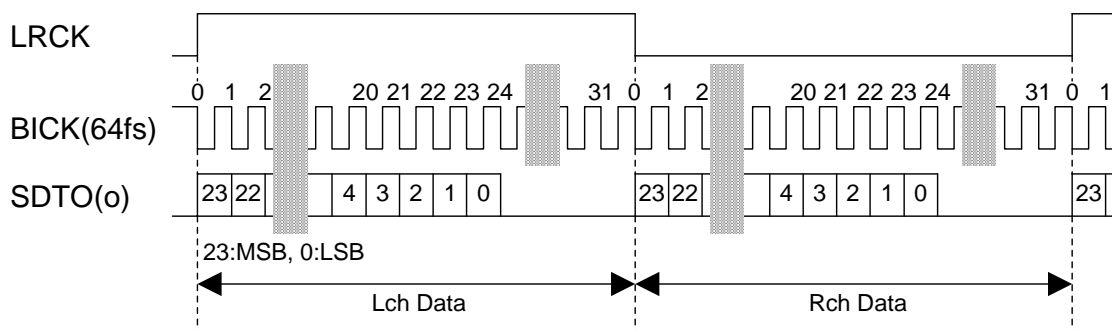 LRCK
0 1 2 20 21 22 23 24 31 0 1 2 20 21 22 23 24 31 0 1
BICK(64fs)
SDTO(o) 23 22 4 3 2 1 0 23 22 4 3 2 1 0 23
23:MSB, 0:LSB
Lch Data Rch Data